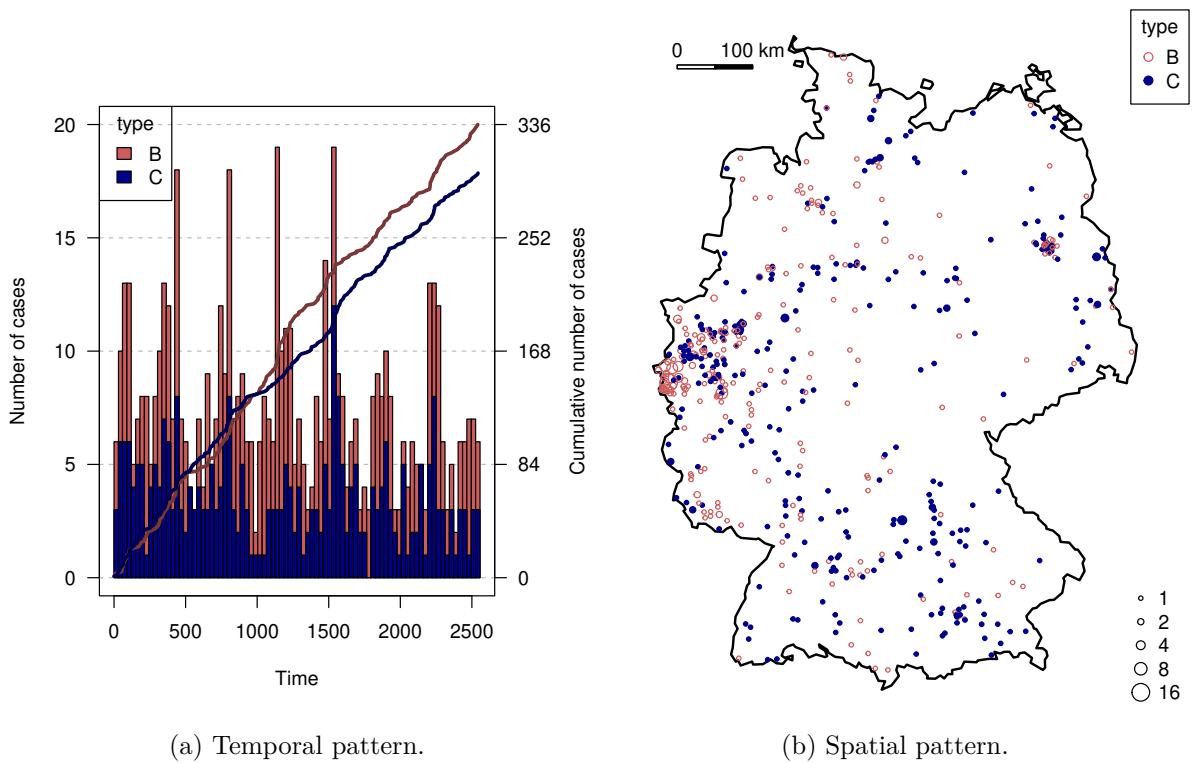 type
B
C
20
15
10
5
0
336
252
168
84
0
Number of cases
Cumulative number of cases
0 500 1000 1500 2000 2500
Time
(a) Temporal pattern.
0 100 km
type
B
C
1
2
4
8
16
(b) Spatial pattern.